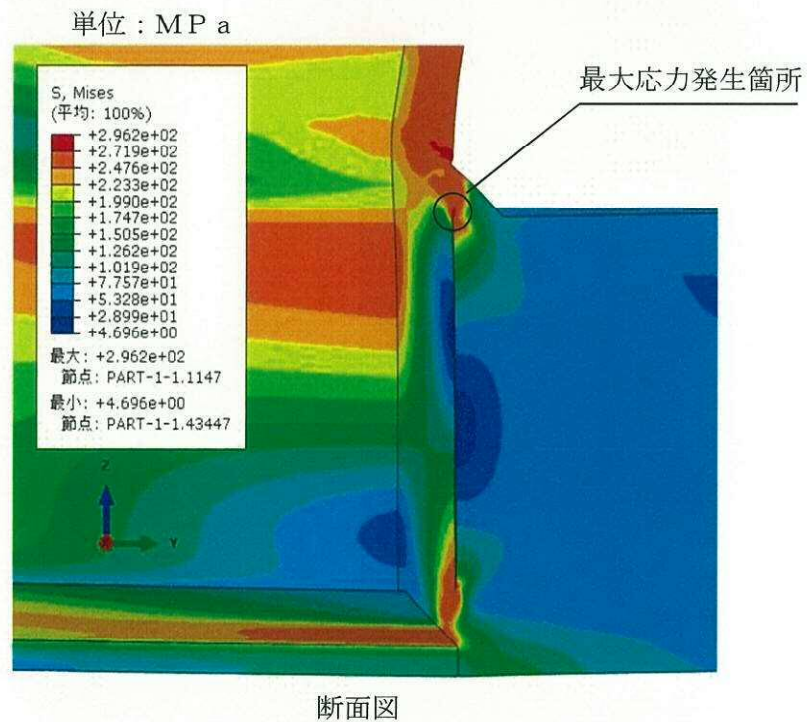 単位：ＭＰａ
最大応力発生箇所
S, Mises
(平均: 100%)
+2.962e+02
+2.719e+02
+2.476e+02
+2.233e+02
+1.990e+02
+1.747e+02
+1.505e+02
+1.262e+02
+1.019e+02
+7.757e+01
+5.328e+01
+2.899e+01
+4.696e+00
最大: +2.962e+02
節点: PART-1-1.1147
最小: +4.696e+00
節点: PART-1-1.43447
Z
Y
断面図